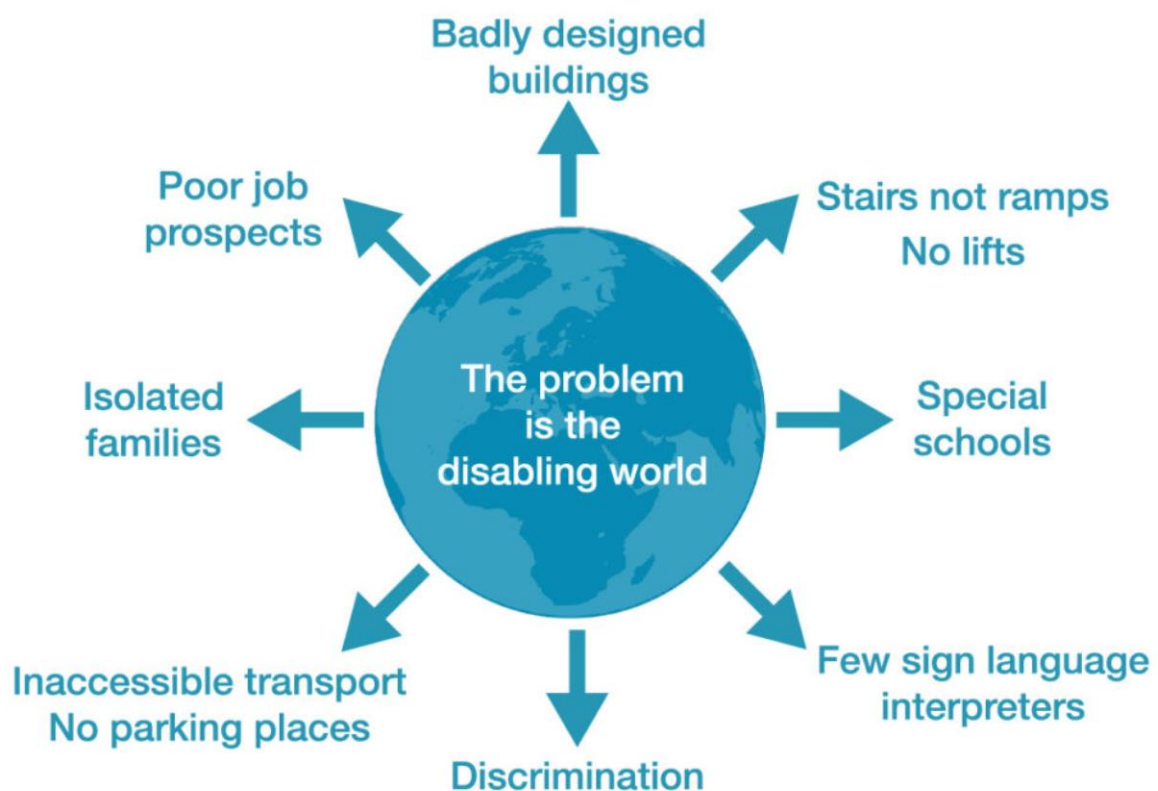 Badly designed
buildings
Stairs not ramps
No lifts
Special
schools
Few sign language
interpreters
Discrimination
Inaccessible transport
No parking places
Isolated
families
Poor job
prospects
The problem
is the
disabling world